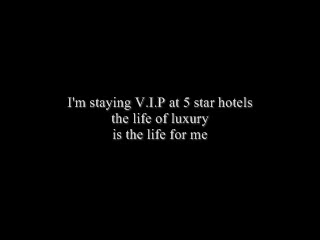 I'm staying V.I.P at 5 star hotels
the life of luxury
is the life for me